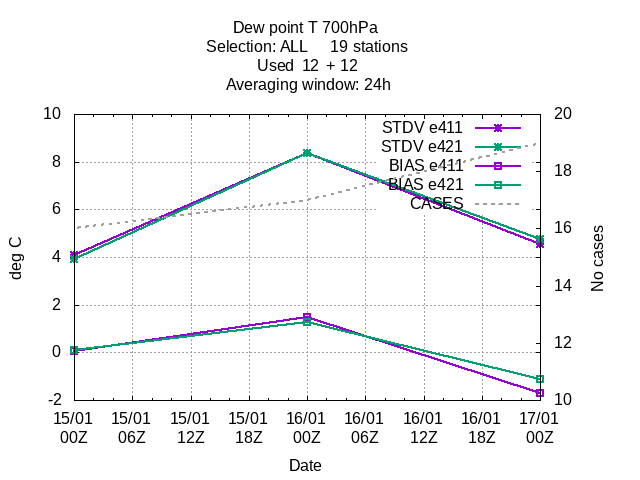 Dew point T 700hPa
Selection: ALL 19 stations
Used 12 + 12
Averaging window: 24h
10 20
STDV e411
STDV e421
8 18
BIAS e411
BIAS e421
CASES
6 16
deg C
4 14
No cases
2 12
0
-2 10
15/01 15/01 15/01 15/01 16/01 16/01 16/01 16/01 17/01
00Z 06Z 12Z 18Z 00Z 06Z 12Z 18Z 00Z
Date